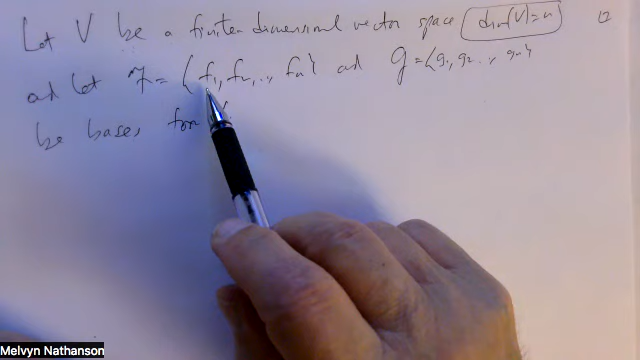 Let V be a finite dimensional vector space dim(V)=n
and let F = {f1, f2, .., fn} and G = {g1, g2 .., gn}
be bases for
Melvyn Nathanson